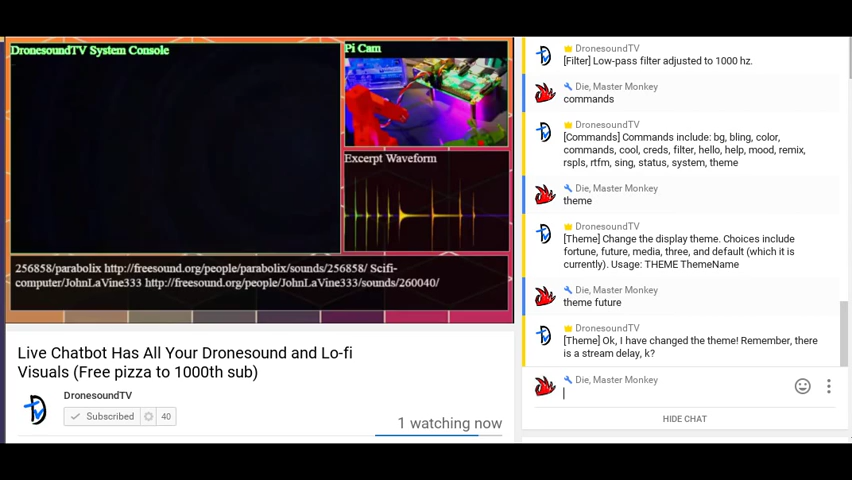 DronesoundTV System Console
Pi Cam
Excerpt Waveform
256858/parabolix http://freesound.org/people/parabolix/sounds/256858/ Scifi-
computer/JohnLaVine333 http://freesound.org/people/JohnLaVine333/sounds/260040/
Live Chatbot Has All Your Dronesound and Lo-fi
Visuals (Free pizza to 1000th sub)
DronesoundTV
Subscribed 40
1 watching now
DronesoundTV
[Filter] Low-pass filter adjusted to 1000 hz.
Die, Master Monkey
commands
DronesoundTV
[Commands] Commands include: bg, bling, color,
commands, cool, creds, filter, hello, help, mood, remix,
rspls, rtfm, sing, status, system, theme
Die, Master Monkey
theme
DronesoundTV
[Theme] Change the display theme. Choices include
fortune, future, media, three, and default (which it is
currently). Usage: THEME ThemeName
Die, Master Monkey
theme future
DronesoundTV
[Theme] Ok, I have changed the theme! Remember, there
is a stream delay, k?
Die, Master Monkey
HIDE CHAT